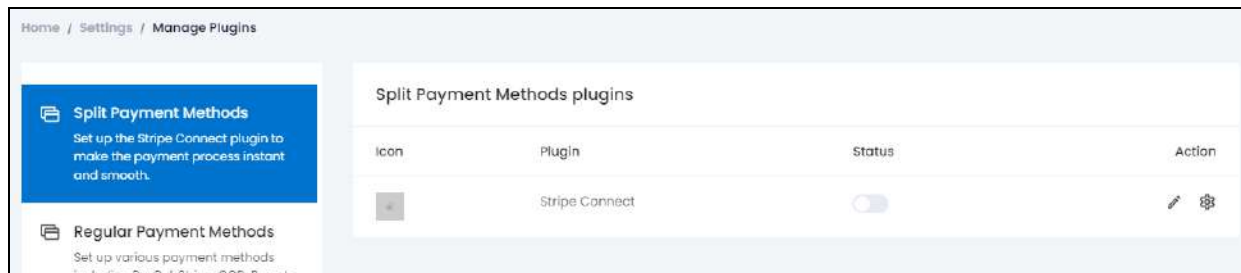 Home / Settings / Manage Plugins
Split Payment Methods
Set up the Stripe Connect plugin to
make the payment process instant
and smooth.
Regular Payment Methods
Set up various payment methods
Split Payment Methods plugins
Icon Plugin Status Action
Stripe Connect